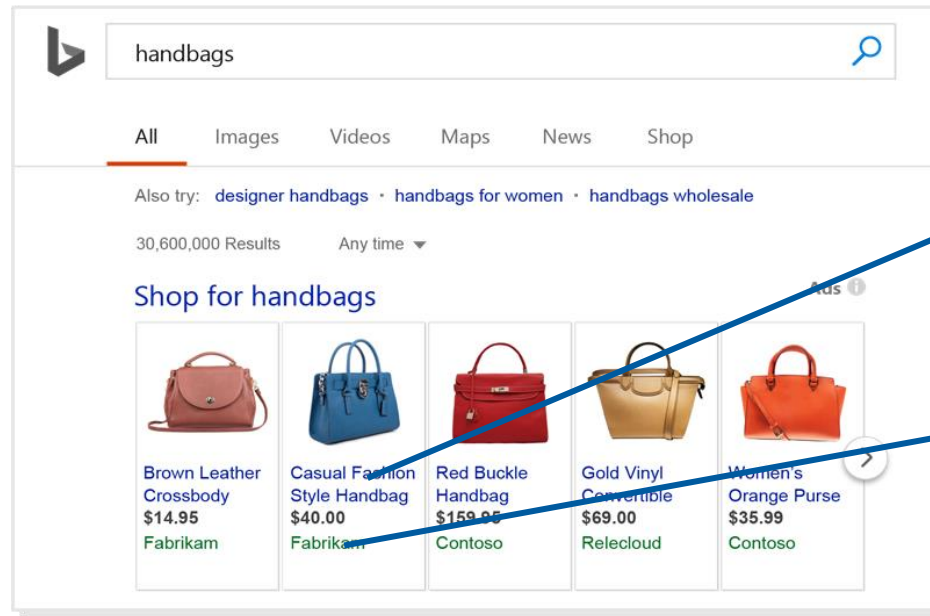 handbags
All Images Videos Maps News Shop
Also try: designer handbags · handbags for women · handbags wholesale
30,600,000 Results Any time
Shop for handbags
Ads
Brown Leather
Crossbody
$14.95
Fabrikam
Casual Fashion
Style Handbag
$40.00
Fabrikam
Red Buckle
Handbag
$159.95
Contoso
Gold Vinyl
Convertible
$69.00
Relecloud
Women's
Orange Purse
$35.99
Contoso